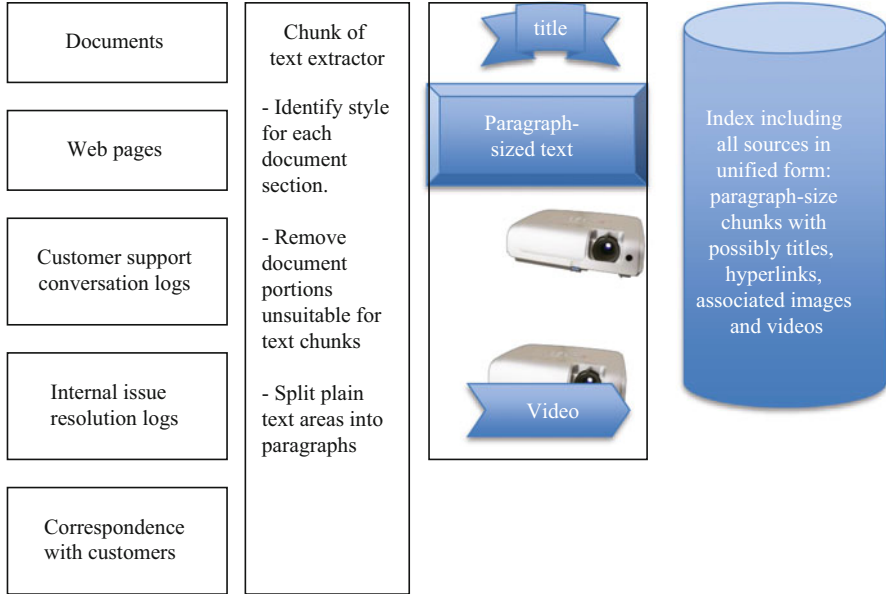 Documents
Web pages
Customer support
conversation logs
Internal issue
resolution logs
Correspondence
with customers
Chunk of
text extractor
- Identify style
for each
document
section.
- Remove
document
portions
unsuitable for
text chunks
- Split plain
text areas into
paragraphs
title
Paragraph-
sized text
Video
Index including
all sources in
unified form:
paragraph-size
chunks with
possibly titles,
hyperlinks,
associated images
and videos